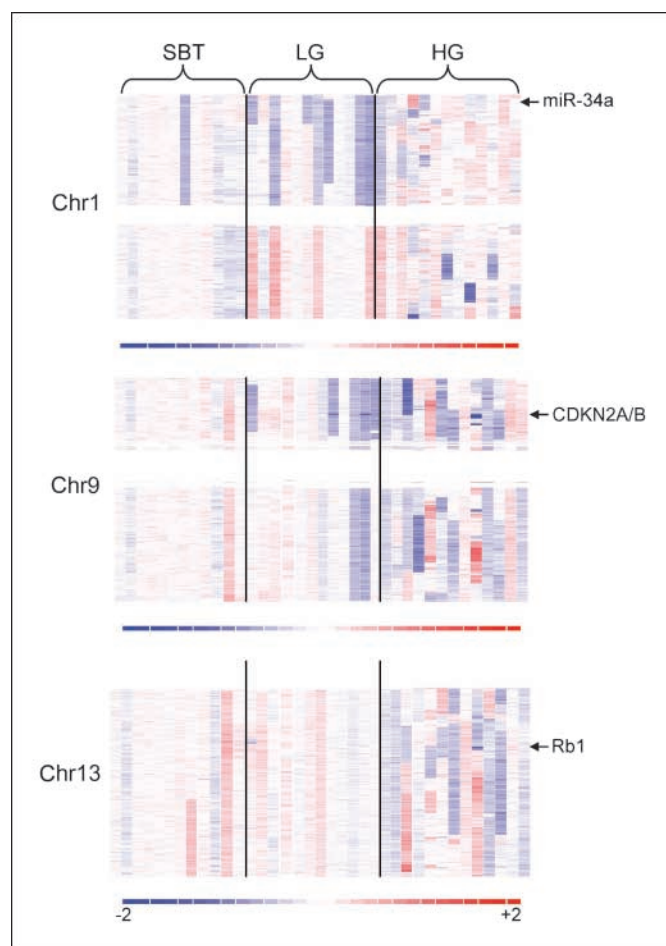 SBT LG HG
miR-34a
Chr1
Chr9
CDKN2A/B
Chr13
Rb1
-2 +2